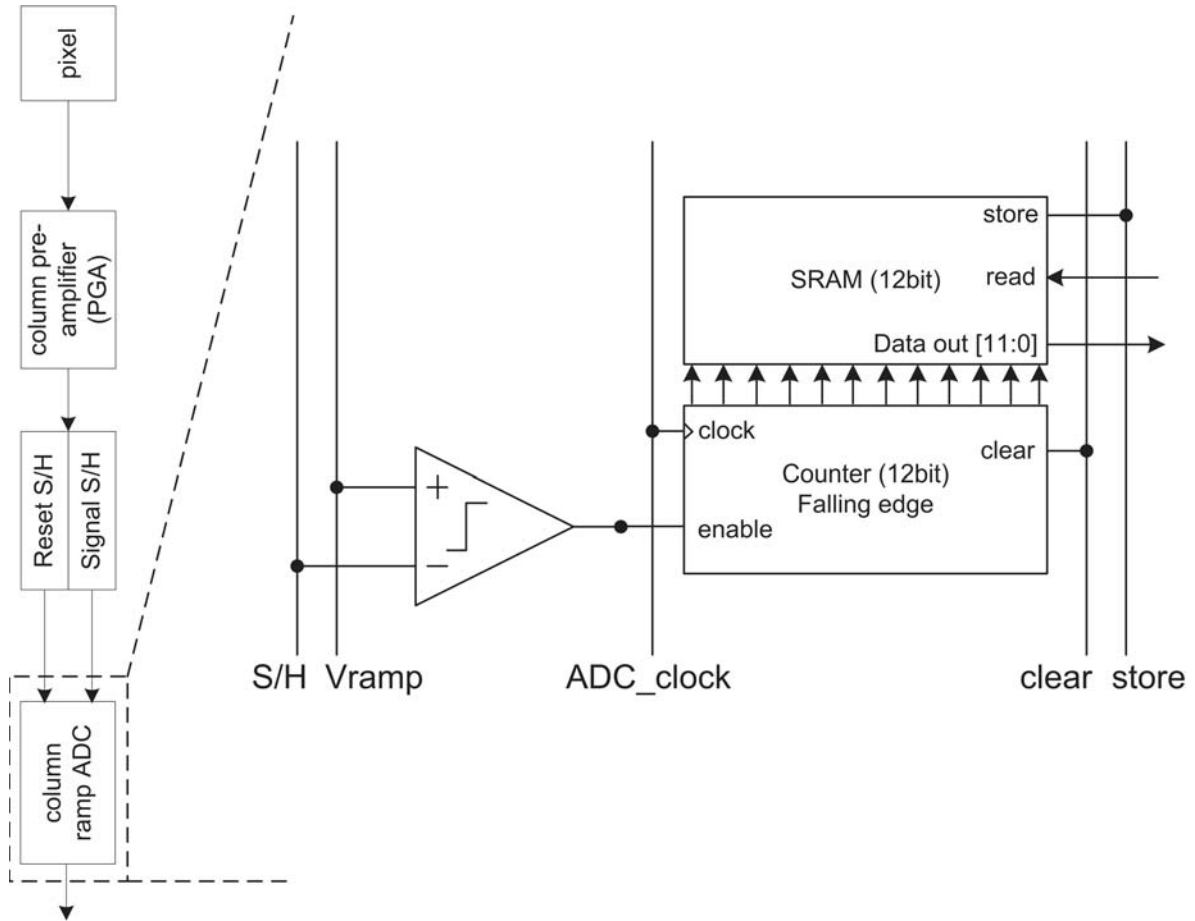 pixel
column pre-
amplifier
(PGA)
Reset S/H
Signal S/H
column
ramp ADC
store
SRAM (12bit)
read
Data out [11:0]
clock
clear
Counter (12bit)
Falling edge
enable
+
−
S/H Vramp
ADC_clock
clear store